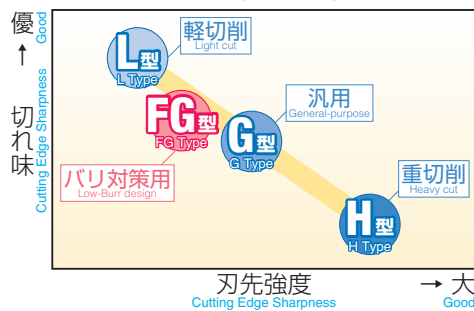 優
Good
↑
切れ味
Cutting Edge Sharpness
L型
L Type
軽切削
Light cut
FG型
FG Type
バリ対策用
Low-Burr design
G型
G Type
汎用
General-purpose
H型
H Type
重切削
Heavy cut
刃先強度 → 大
Cutting Edge Sharpness Good